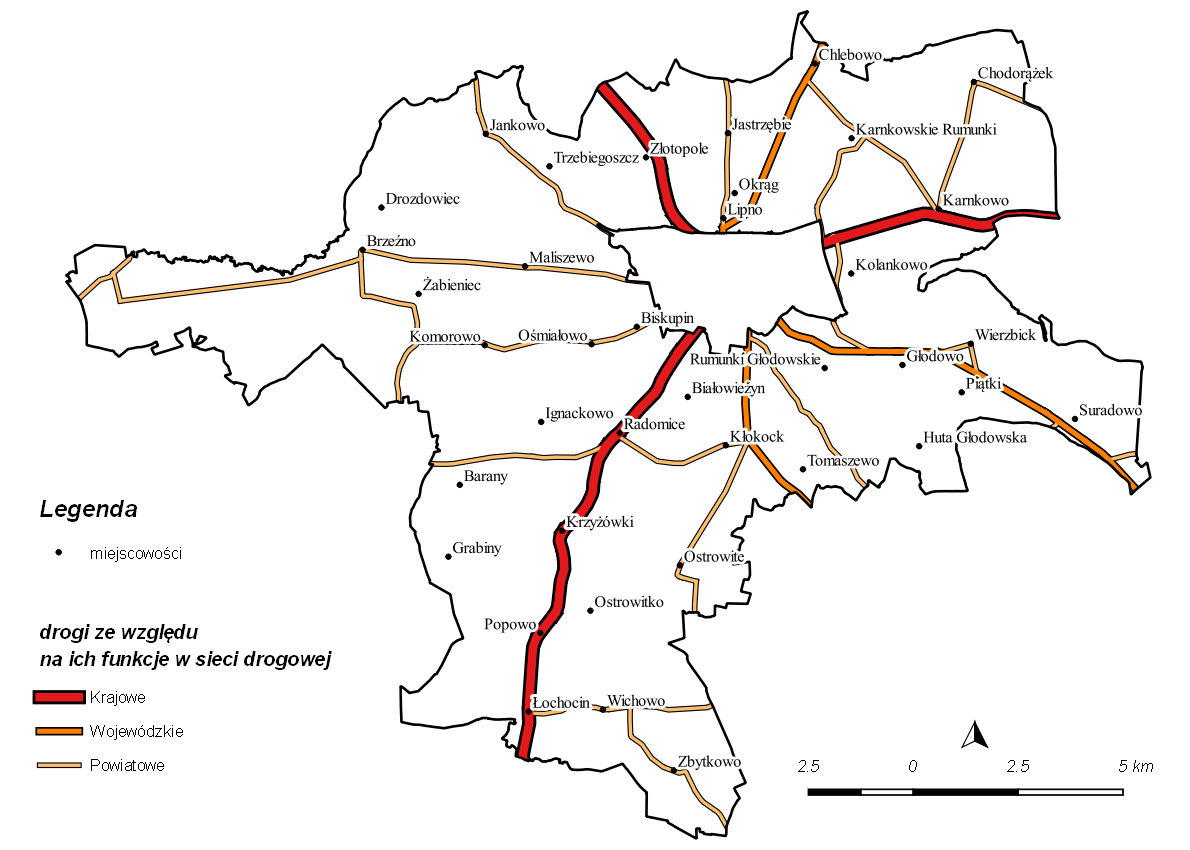 Chlebowo
Chodorążek
Jankowo
Jastrzębie
Karnkowskie Rumunki
Trzebiegoszcz
Złotopole
Okrąg
Drozdowiec
Lipno
Karnkowo
Brzeźno
Maliszewo
Kolankowo
Żabieniec
Biskupin
Komorowo
Ośmiałowo
Wierzbick
Rumunki Głodowskie
Głodowo
Białowieżyn
Piątki
Ignackowo
Radomice
Suradowo
Kłokock
Huta Głodowska
Tomaszewo
Barany
Legenda
Krzyżówki
miejscowości
Grabiny
Ostrowite
Ostrowitko
Popowo
drogi ze względu
na ich funkcje w sieci drogowej
Krajowe
Łochocin
Wichowo
Wojewódzkie
Zbytkowo
Powiatowe
2.5 0 2.5 5 km